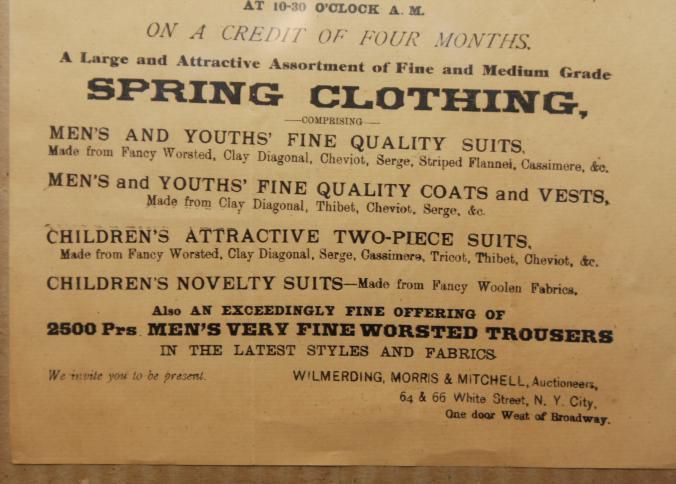 AT 10-30 O'CLOCK A. M.
ON A CREDIT OF FOUR MONTHS.
A Large and Attractive Assortment of Fine and Medium Grade
SPRING CLOTHING,
—COMPRISING—
MEN'S AND YOUTHS' FINE QUALITY SUITS,
Made from Fancy Worsted, Clay Diagonal, Cheviot, Serge, Striped Flannel, Cassimere, &c.
MEN'S and YOUTHS' FINE QUALITY COATS and VESTS,
Made from Clay Diagonal, Thibet, Cheviot, Serge, &c.
CHILDREN'S ATTRACTIVE TWO-PIECE SUITS,
Made from Fancy Worsted, Clay Diagonal, Serge, Cassimere, Tricot, Thibet, Cheviot, &c.
CHILDREN'S NOVELTY SUITS—Made from Fancy Woolen Fabrics,
Also AN EXCEEDINGLY FINE OFFERING OF
2500 Prs. MEN'S VERY FINE WORSTED TROUSERS
IN THE LATEST STYLES AND FABRICS.
We invite you to be present.
WILMERDING, MORRIS & MITCHELL, Auctioneers,
64 & 66 White Street, N. Y. City,
One door West of Broadway.